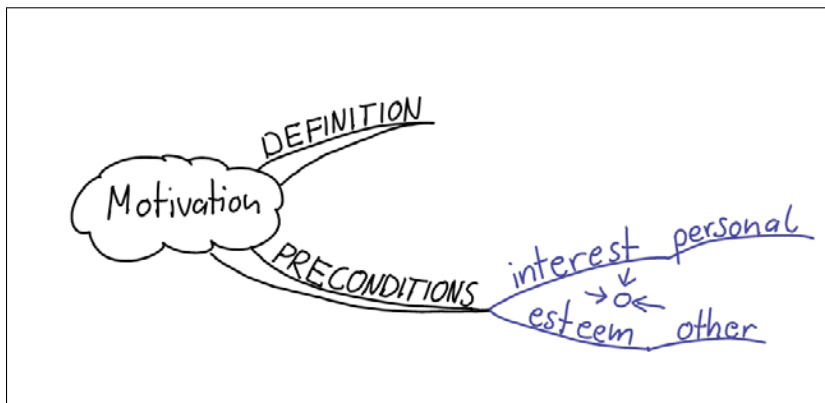 DEFINITION
Motivation
PRECONDITIONS
interest personal
esteem other